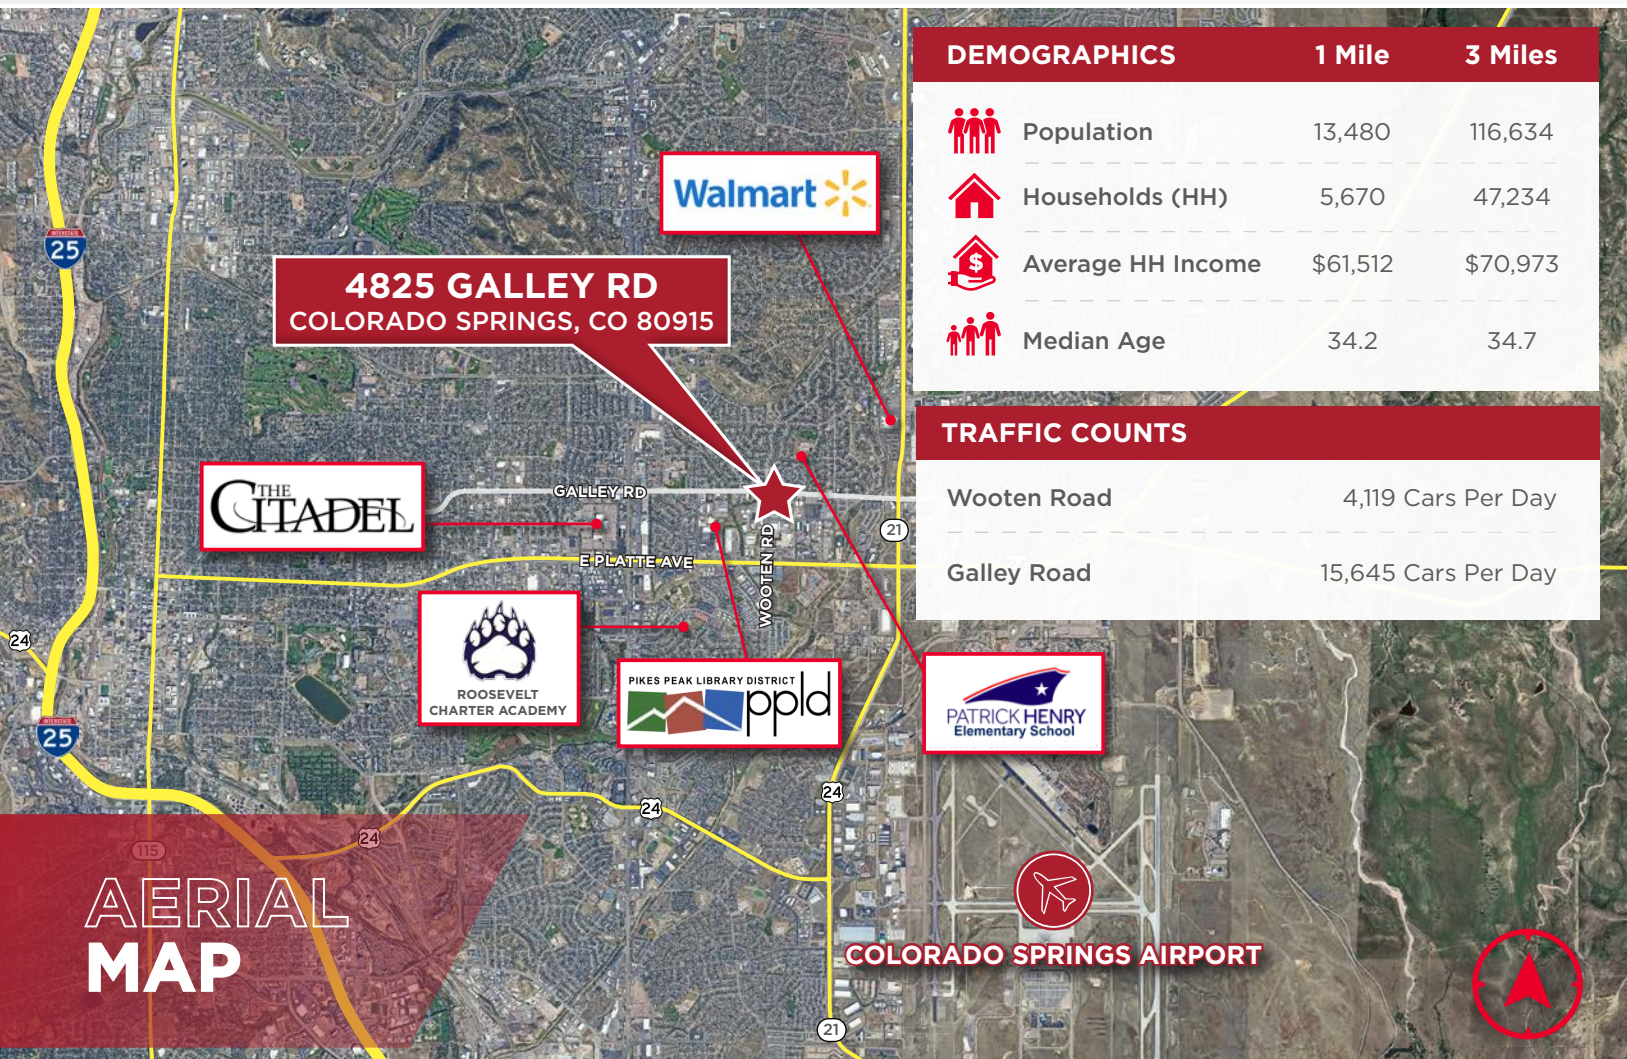 DEMOGRAPHICS 1 Mile 3 Miles
Population 13,480 116,634
Households (HH) 5,670 47,234
Average HH Income $61,512 $70,973
Median Age 34.2 34.7
TRAFFIC COUNTS
Wooten Road 4,119 Cars Per Day
Galley Road 15,645 Cars Per Day
Walmart
INTERSTATE
25
4825 GALLEY RD
COLORADO SPRINGS, CO 80915
THE
CITADEL
GALLEY RD
21
E PLATTE AVE
WOOTEN RD
24
ROOSEVELT
CHARTER ACADEMY
PIKES PEAK LIBRARY DISTRICT
ppld
PATRICK HENRY
Elementary School
INTERSTATE
25
24
24
24
115
AERIAL
MAP
COLORADO SPRINGS AIRPORT
21